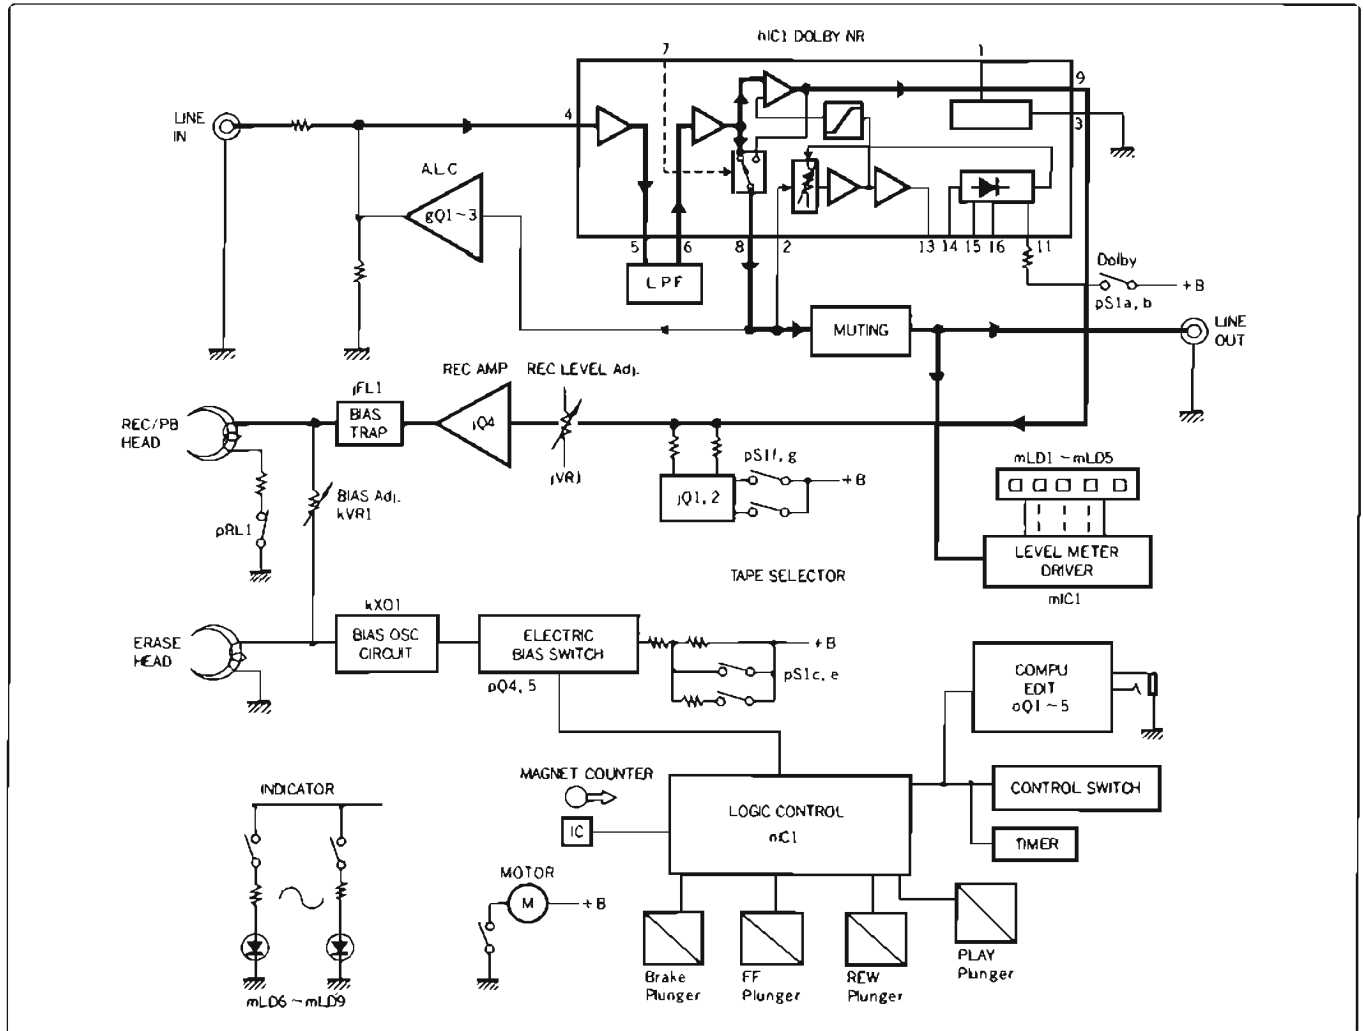 hIC1 DOLBY NR
7
1
9
LINE
IN
4
3
A.L.C
gQ1~3
5
6
8
2
13
14
15
16
11
LPF
Dolby
+B
pS1a, b
MUTING
LINE
OUT
REC AMP
REC LEVEL Adj.
jFL1
REC/PB
HEAD
BIAS
TRAP
jQ4
jVR1
pS1f, g
+B
jQ1, 2
mLD1 ~mLD5
BIAS Adj.
kVR1
pRL1
LEVEL METER
DRIVER
mIC1
TAPE SELECTOR
kXO1
ERASE
HEAD
BIAS OSC
CIRCUIT
ELECTRIC
BIAS SWITCH
pQ4, 5
+B
pS1c, e
COMPU
EDIT
oQ1~5
MAGNET COUNTER
INDICATOR
IC
LOGIC CONTROL
nIC1
CONTROL SWITCH
TIMER
MOTOR
M
+B
mLD6 ~mLD9
Brake
Plunger
FF
Plunger
REW
Plunger
PLAY
Plunger